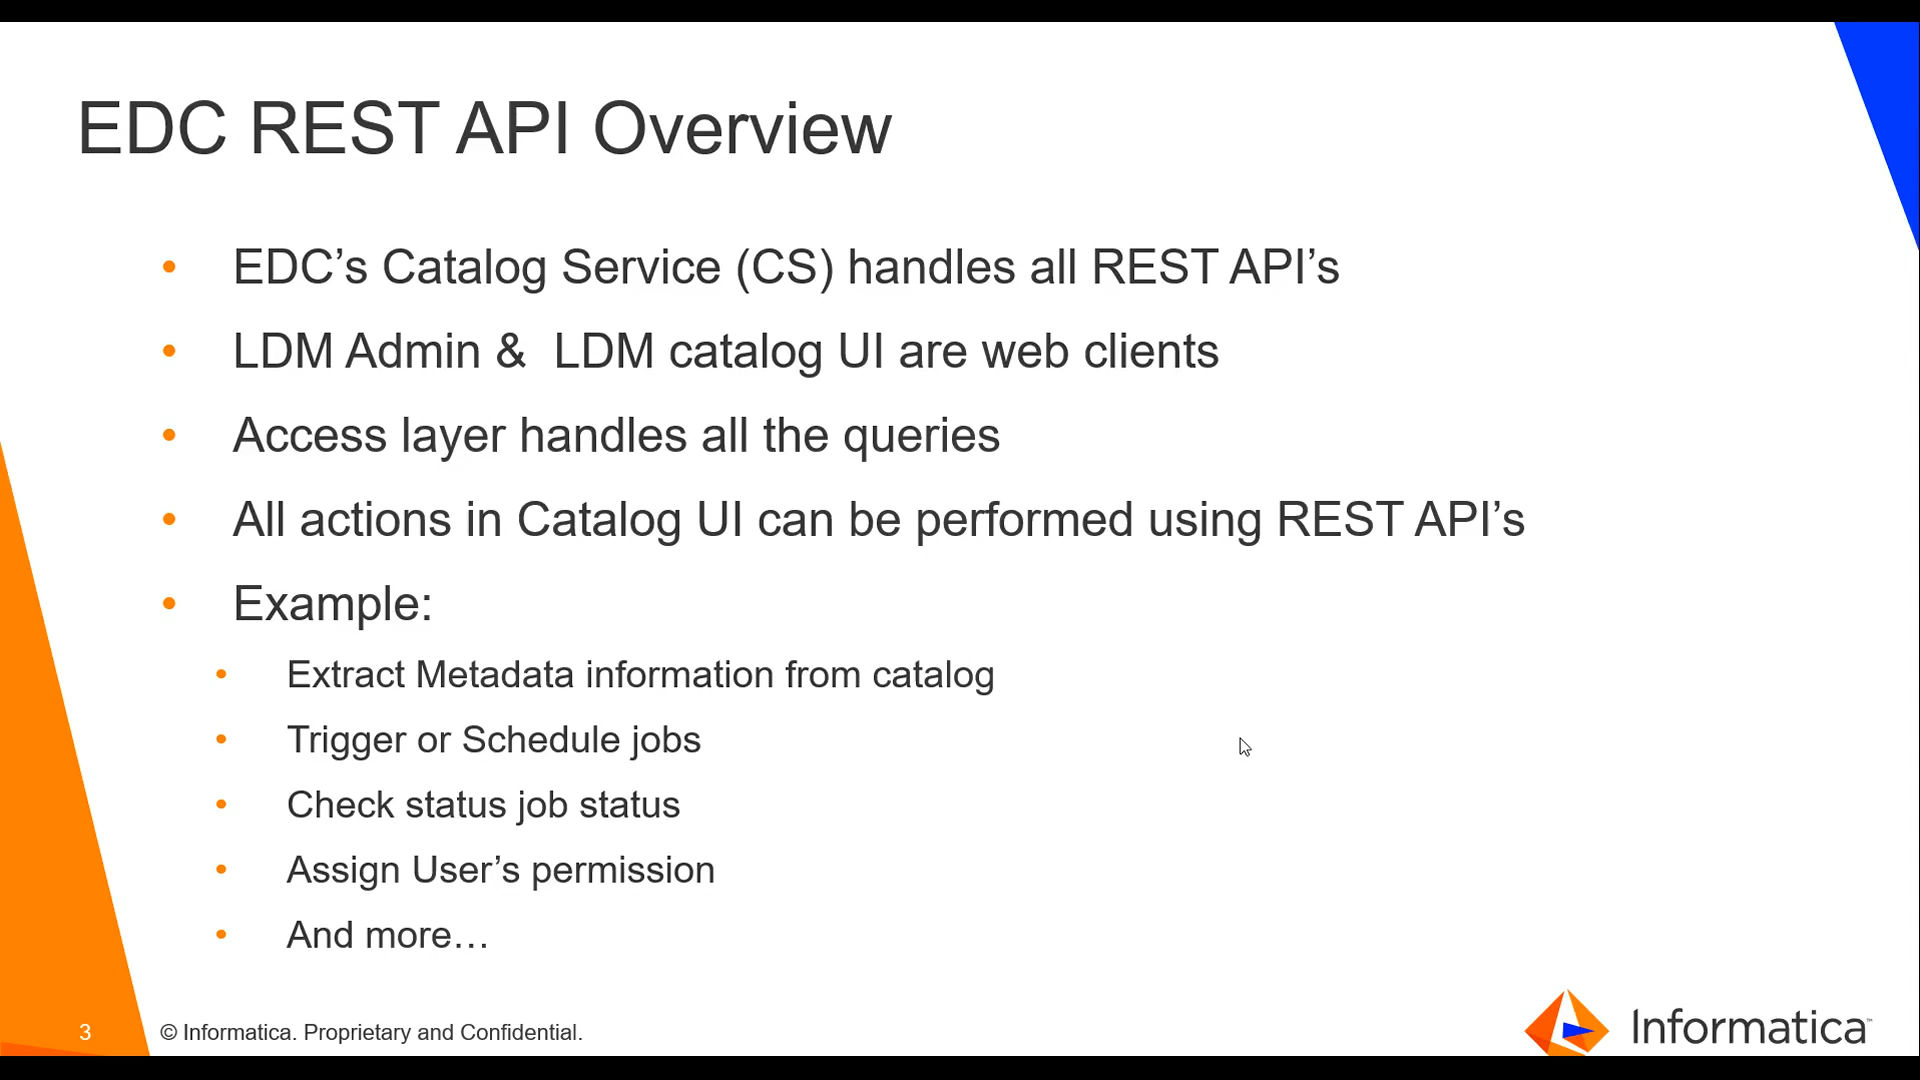 EDC REST API Overview
• EDC’s Catalog Service (CS) handles all REST API’s
• LDM Admin &  LDM catalog UI are web clients
• Access layer handles all the queries
• All actions in Catalog UI can be performed using REST API’s
• Example:
• Extract Metadata information from catalog
• Trigger or Schedule jobs
• Check status job status
• Assign User’s permission
• And more…
3 © Informatica. Proprietary and Confidential.
Informatica™